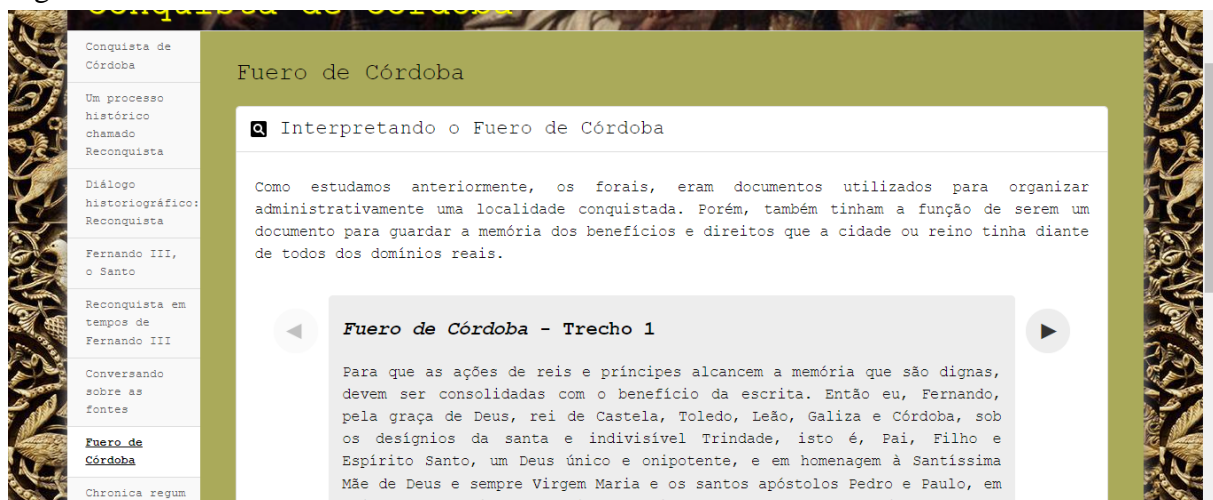 Conquista de Córdoba
Conquista de
Córdoba
Um processo
histórico
chamado
Reconquista
Diálogo
historiográfico:
Reconquista
Fernando III,
o Santo
Reconquista em
tempos de
Fernando III
Conversando
sobre as
fontes
Fuero de
Córdoba
Chronica regum
Fuero de Córdoba
Interpretando o Fuero de Córdoba
Como estudamos anteriormente, os forais, eram documentos utilizados para organizar
administrativamente uma localidade conquistada. Porém, também tinham a função de serem um
documento para guardar a memória dos benefícios e direitos que a cidade ou reino tinha diante
de todos dos domínios reais.
Fuero de Córdoba - Trecho 1
Para que as ações de reis e príncipes alcancem a memória que são dignas,
devem ser consolidadas com o benefício da escrita. Então eu, Fernando,
pela graça de Deus, rei de Castela, Toledo, Leão, Galiza e Córdoba, sob
os desígnios da santa e indivisível Trindade, isto é, Pai, Filho e
Espírito Santo, um Deus único e onipotente, e em homenagem à Santíssima
Mãe de Deus e sempre Virgem Maria e os santos apóstolos Pedro e Paulo, em